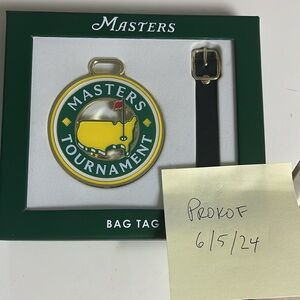 MASTERS
MASTERS
TOURNAMENT
BAG TAG
PROKOF
6/5/24